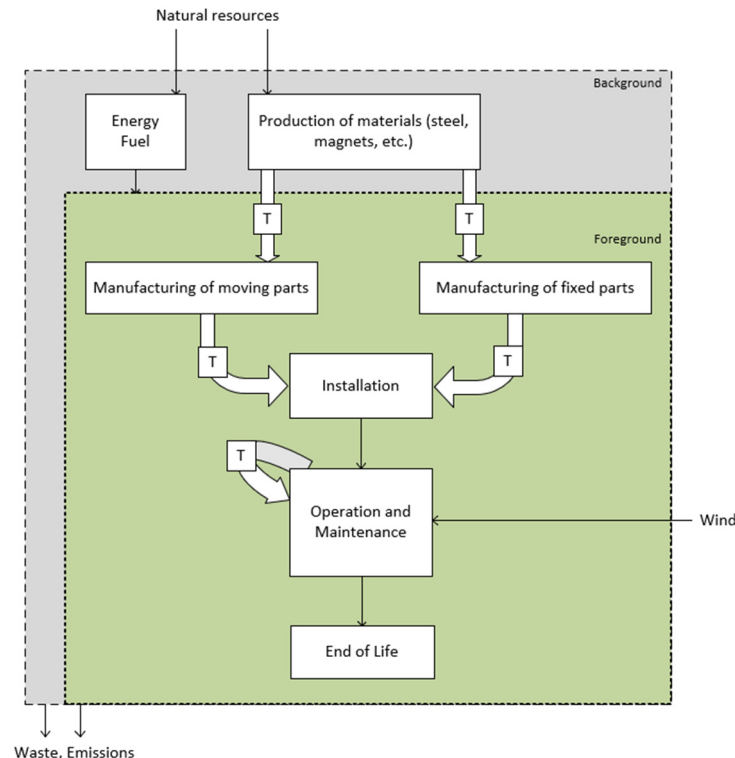 Natural resources
Background
Energy
Fuel
Production of materials (steel,
magnets, etc.)
T
T
Foreground
Manufacturing of moving parts
Manufacturing of fixed parts
T
T
Installation
T
Operation and
Maintenance
Wind
End of Life
Waste. Emissions